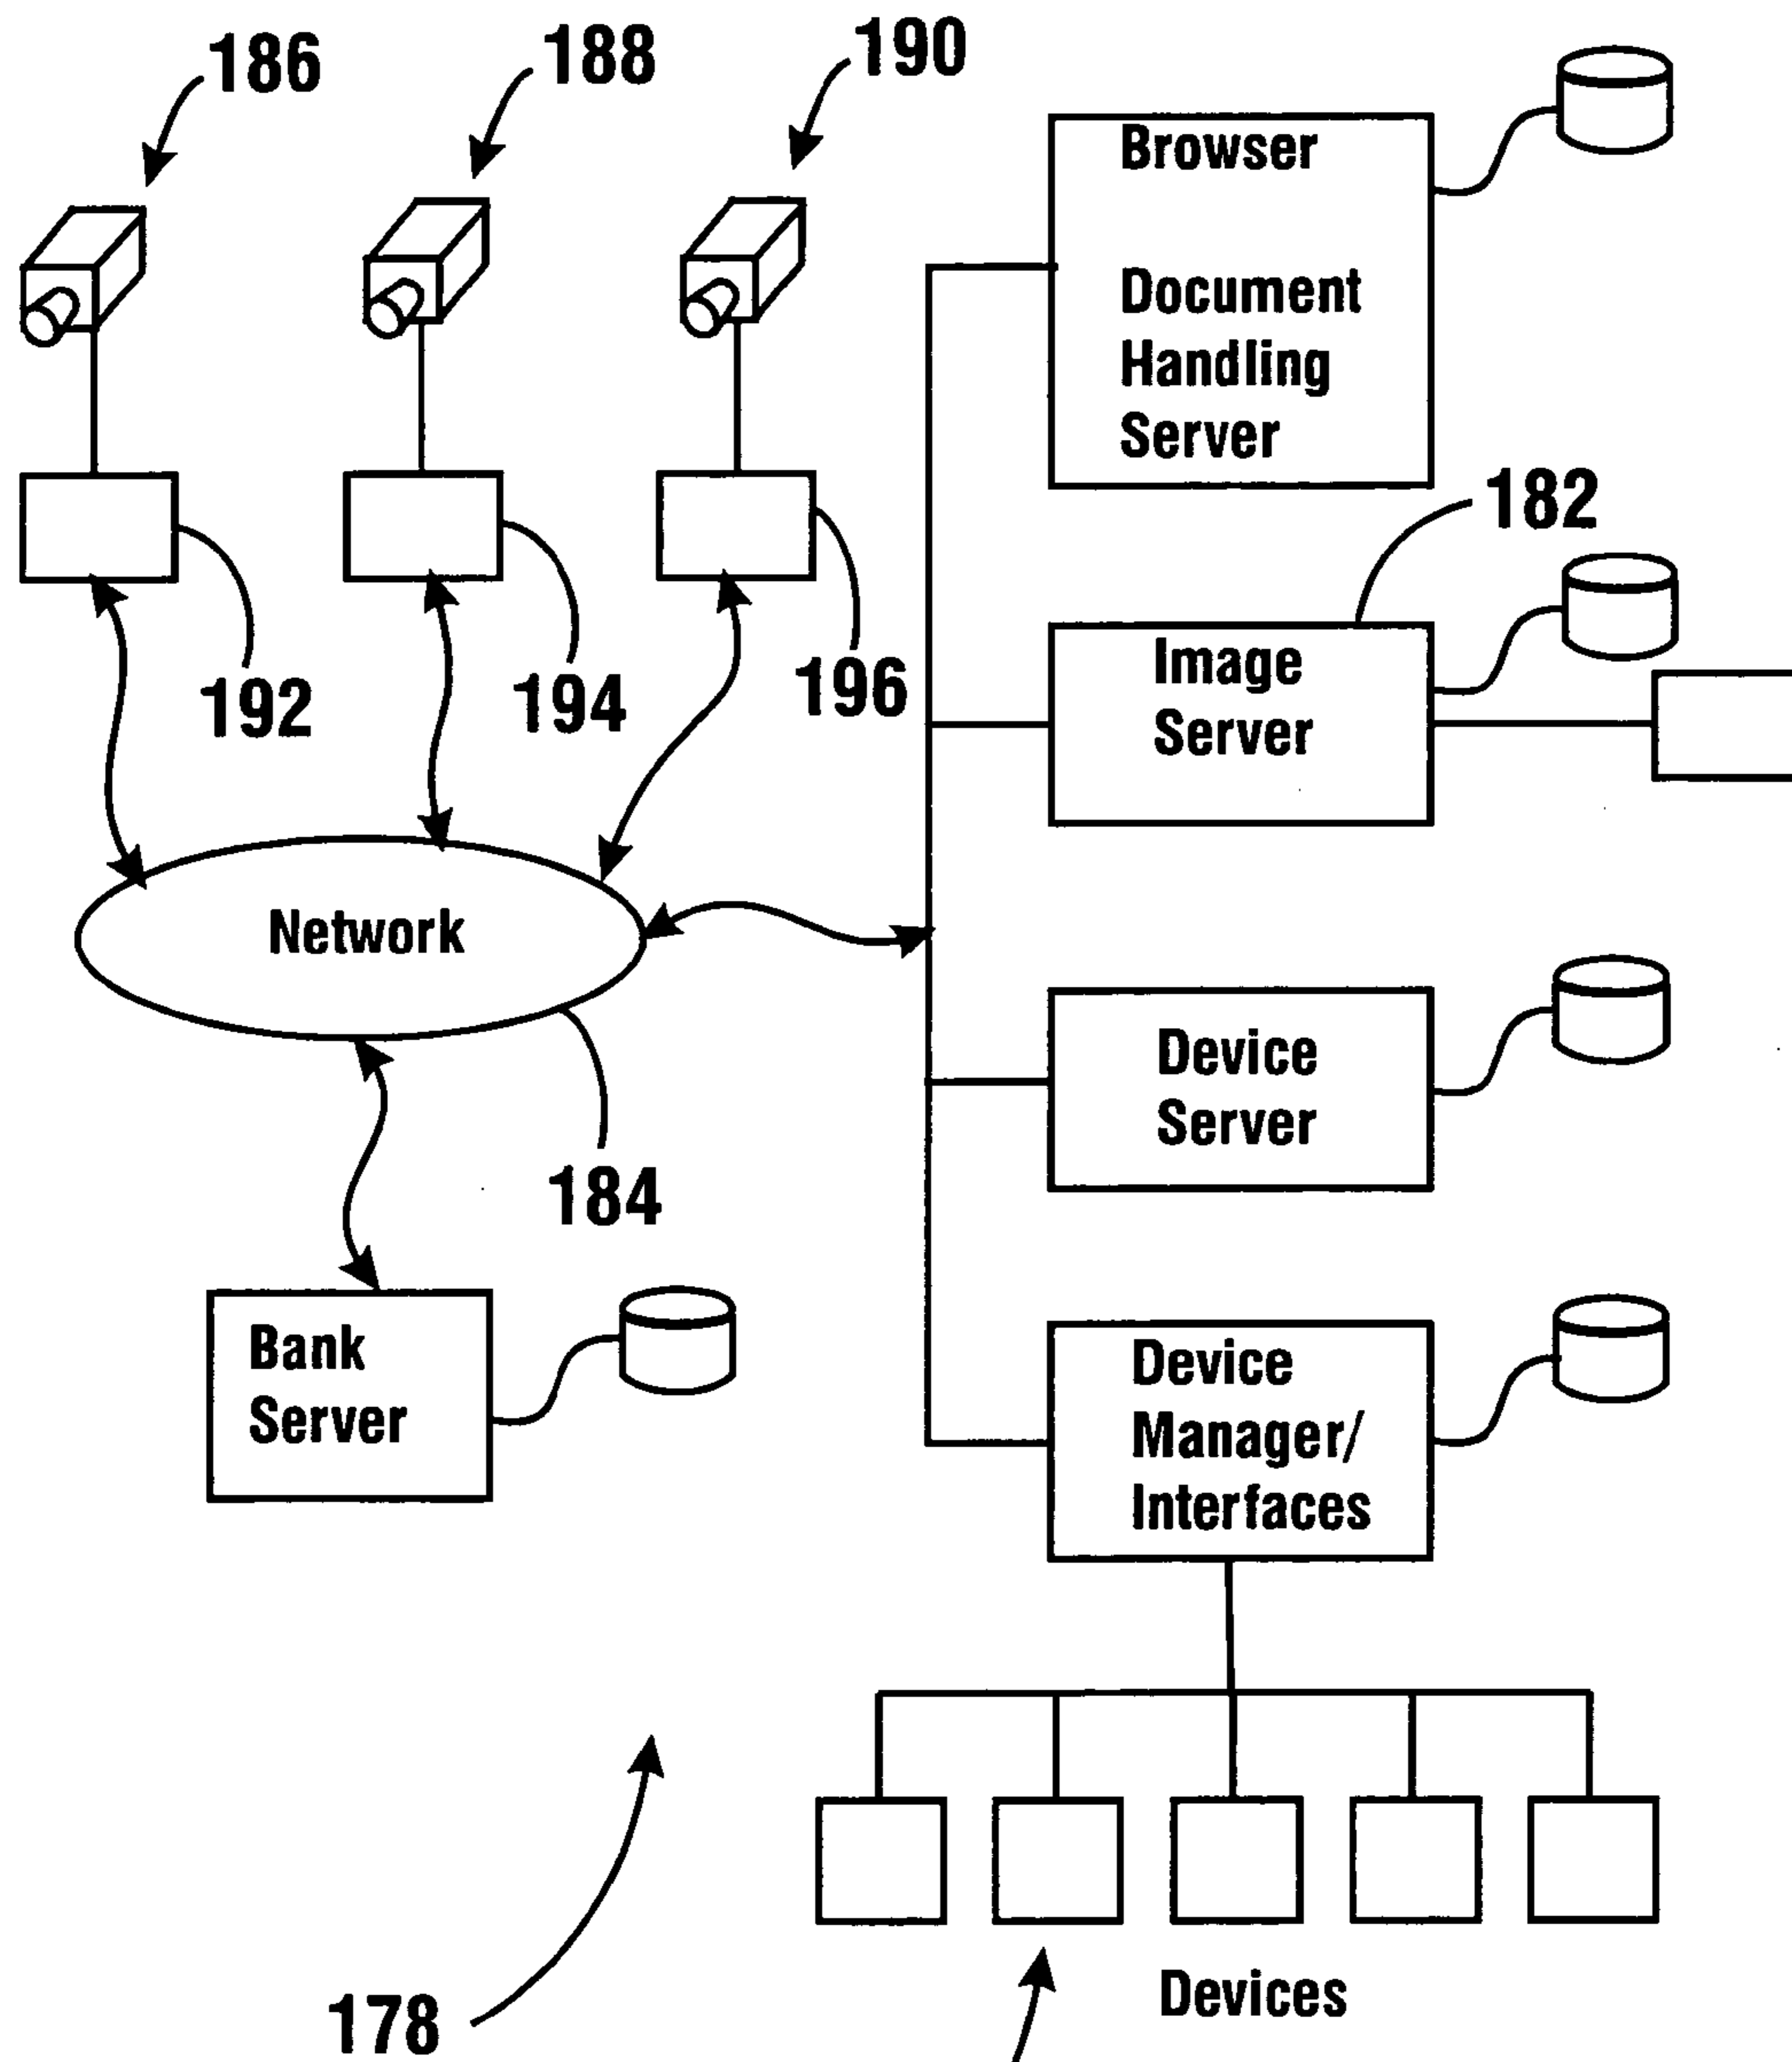 186
188
190
Browser
Document
Handling
Server
182
Image
Server
192
194
196
Network
184
Device
Server
Bank
Server
Device
Manager/
Interfaces
Devices
178